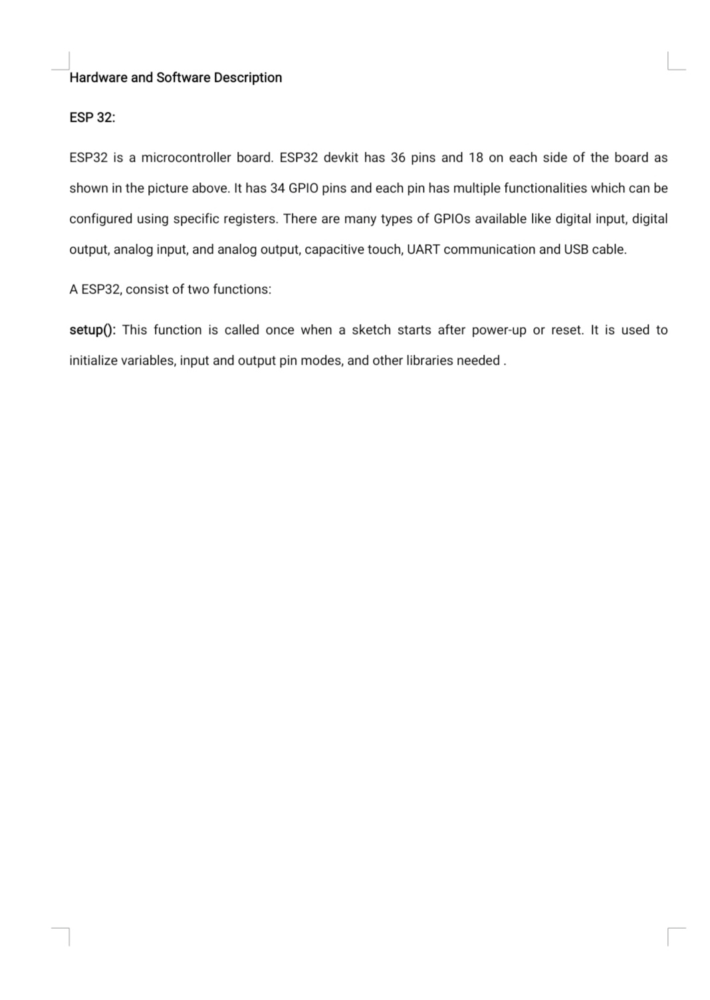 Hardware and Software Description
ESP 32:
ESP32 is a microcontroller board. ESP32 devkit has 36 pins and 18 on each side of the board as
shown in the picture above. It has 34 GPIO pins and each pin has multiple functionalities which can be
configured using specific registers. There are many types of GPIOs available like digital input, digital
output, analog input, and analog output, capacitive touch, UART communication and USB cable.
A ESP32, consist of two functions:
setup(): This function is called once when a sketch starts after power-up or reset. It is used to
initialize variables, input and output pin modes, and other libraries needed .